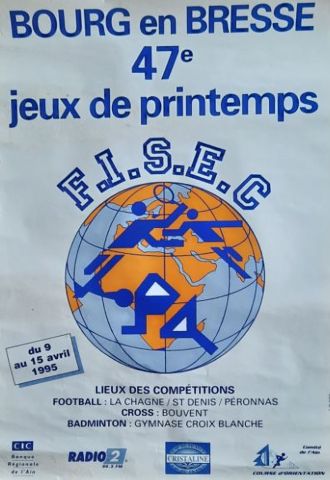 BOURG en BRESSE
47e
jeux de printemps
F.I.S.E.C
du 9
au 15 avril
1995
LIEUX DES COMPÉTITIONS
FOOTBALL : LA CHAGNE / ST DENIS / PÉRONNAS
CROSS : BOUVENT
BADMINTON : GYMNASE CROIX BLANCHE
CIC
Banque
Régionale
de l'Ain
RADIO 2
CRISTALINE
Comité
de l'Ain
COURSE D'ORIENTATION